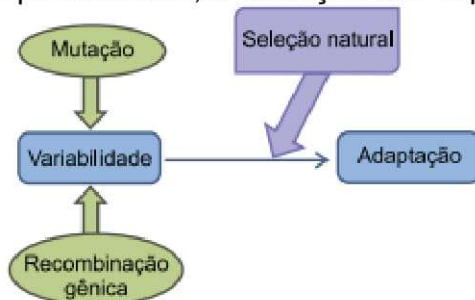 Mutação
Seleção natural
Variabilidade
Adaptação
Recombinação
gênica